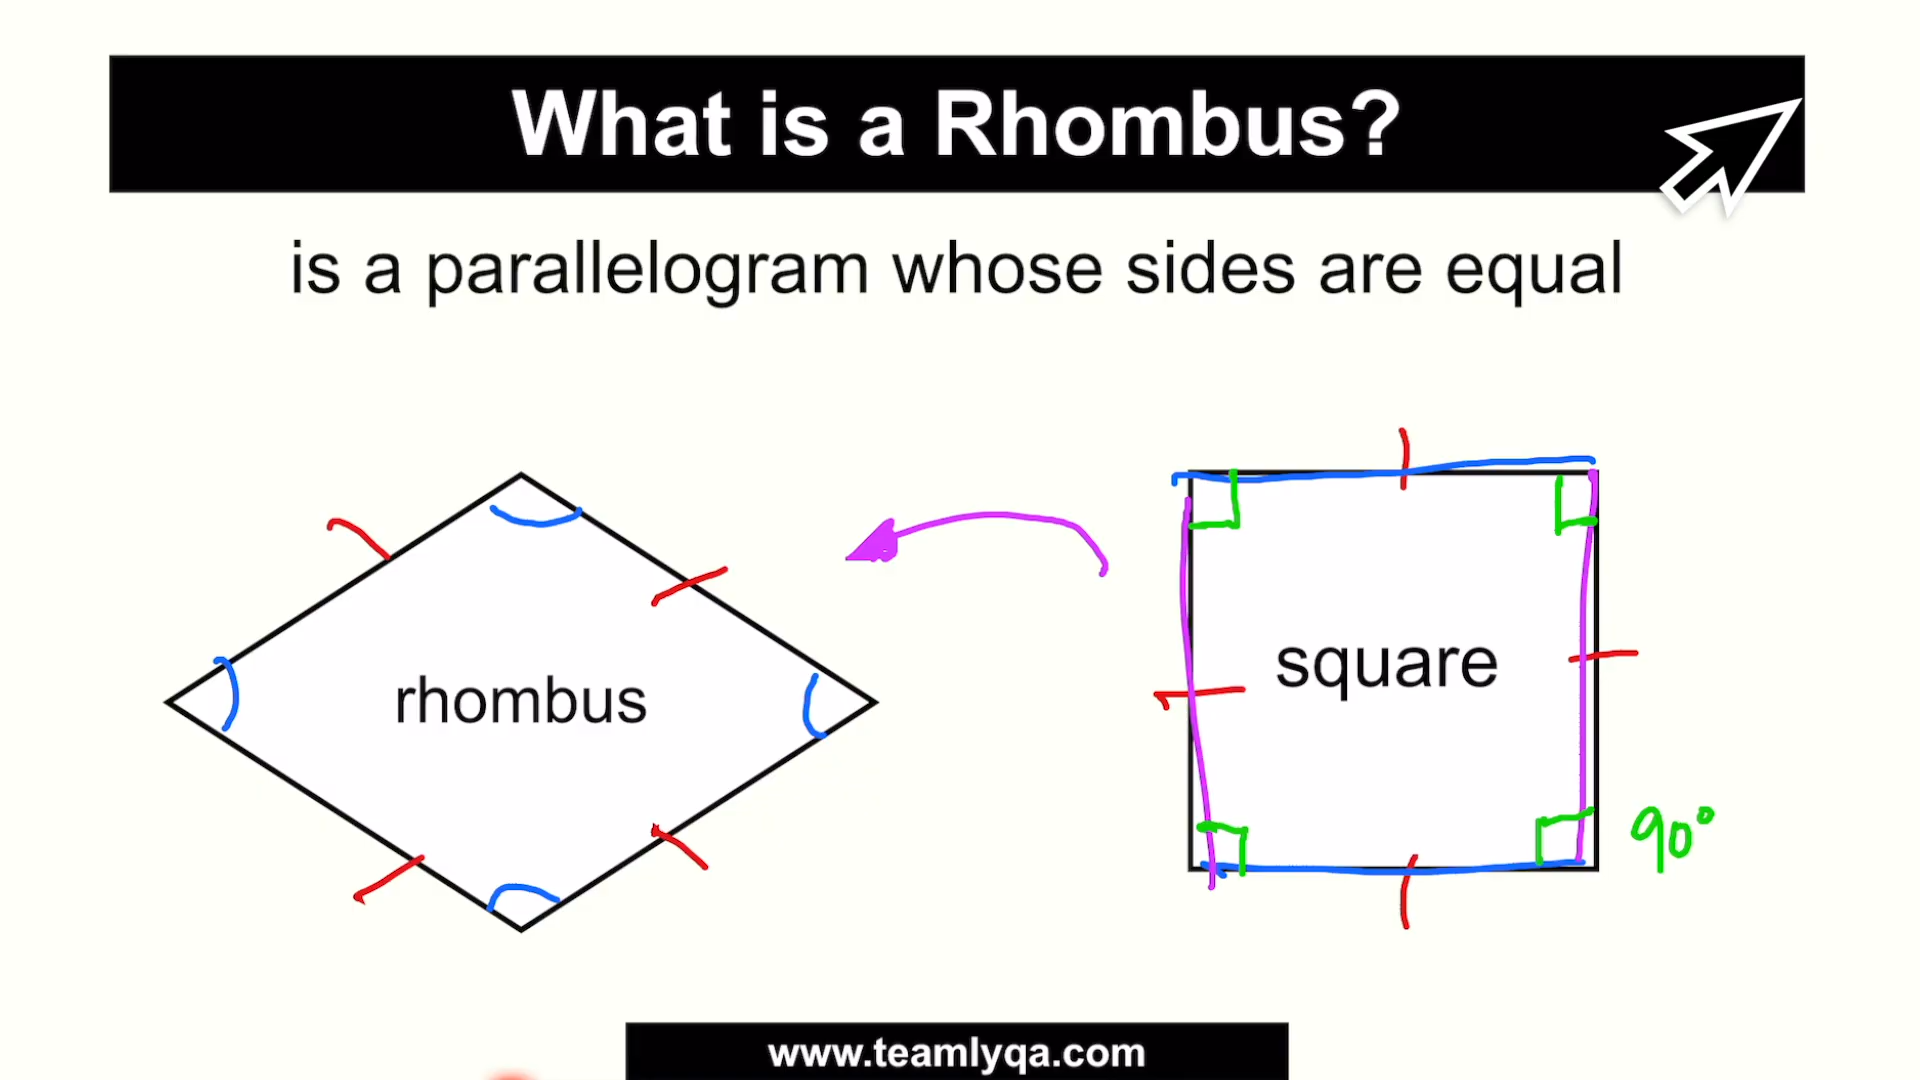 What is a Rhombus?
is a parallelogram whose sides are equal
rhombus
square
90°
www.teamlyqa.com